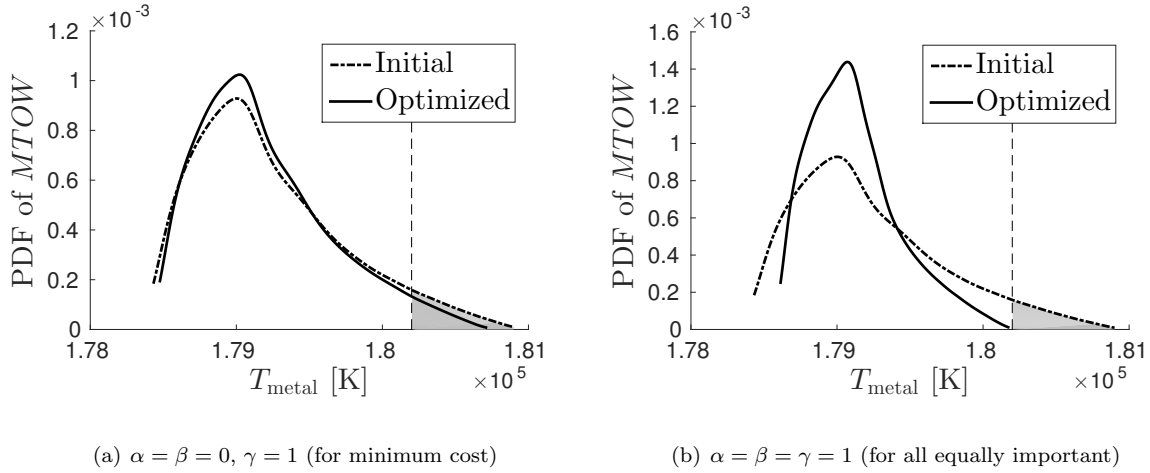 ×10⁻³
1.2
1
0.8
0.6
0.4
0.2
0
PDF of MTOW
Initial
Optimized
1.78
1.79
1.8
1.81
T_metal [K]
×10⁵
(a) α = β = 0, γ = 1 (for minimum cost)
×10⁻³
1.6
1.4
1.2
1
0.8
0.6
0.4
0.2
0
PDF of MTOW
Initial
Optimized
1.78
1.79
1.8
1.81
T_metal [K]
×10⁵
(b) α = β = γ = 1 (for all equally important)